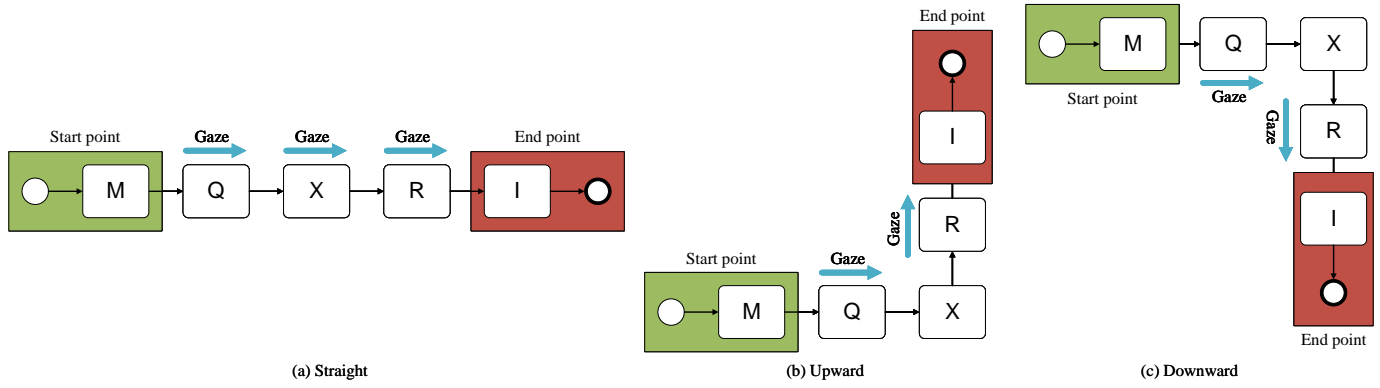 Start point
Gaze
Gaze
Gaze
End point
M
Q
X
R
I
(a) Straight
End point
I
Gaze
R
Start point
Gaze
M
Q
X
(b) Upward
M
Q
X
Start point
Gaze
Gaze
R
I
End point
(c) Downward